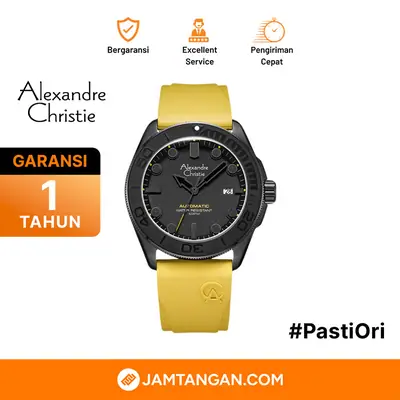 Bergaransi
Excellent
Service
Pengiriman
Cepat
Alexandre
Christie
GARANSI
1
TAHUN
Alexandre
Christie
AUTOMATIC
#PastiOri
JAMTANGAN.COM